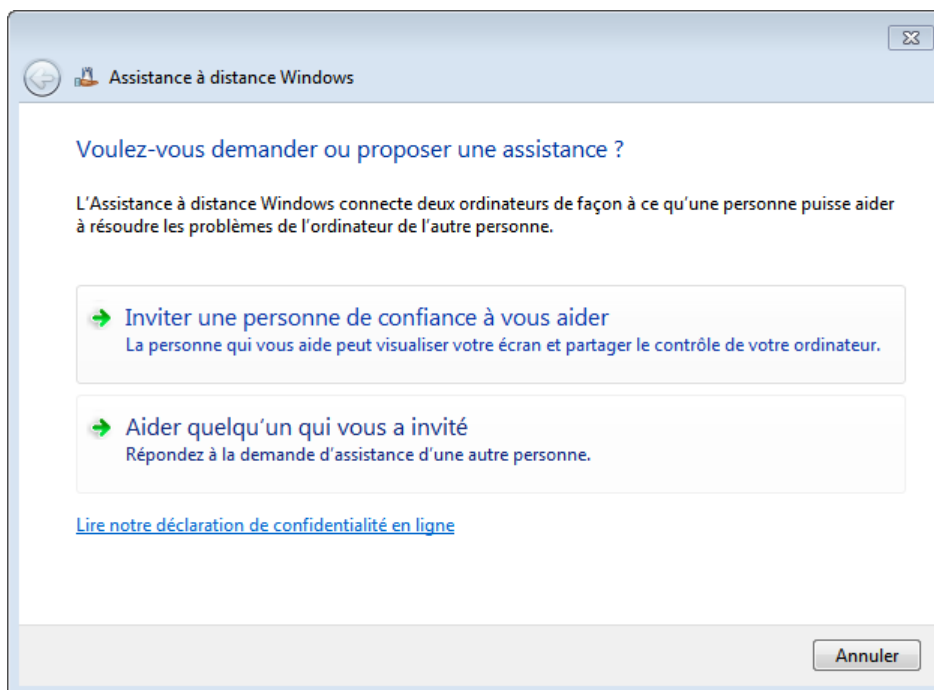 Assistance à distance Windows
Voulez-vous demander ou proposer une assistance ?
L'Assistance à distance Windows connecte deux ordinateurs de façon à ce qu'une personne puisse aider
à résoudre les problèmes de l'ordinateur de l'autre personne.
Inviter une personne de confiance à vous aider
La personne qui vous aide peut visualiser votre écran et partager le contrôle de votre ordinateur.
Aider quelqu'un qui vous a invité
Répondez à la demande d'assistance d'une autre personne.
Lire notre déclaration de confidentialité en ligne
Annuler